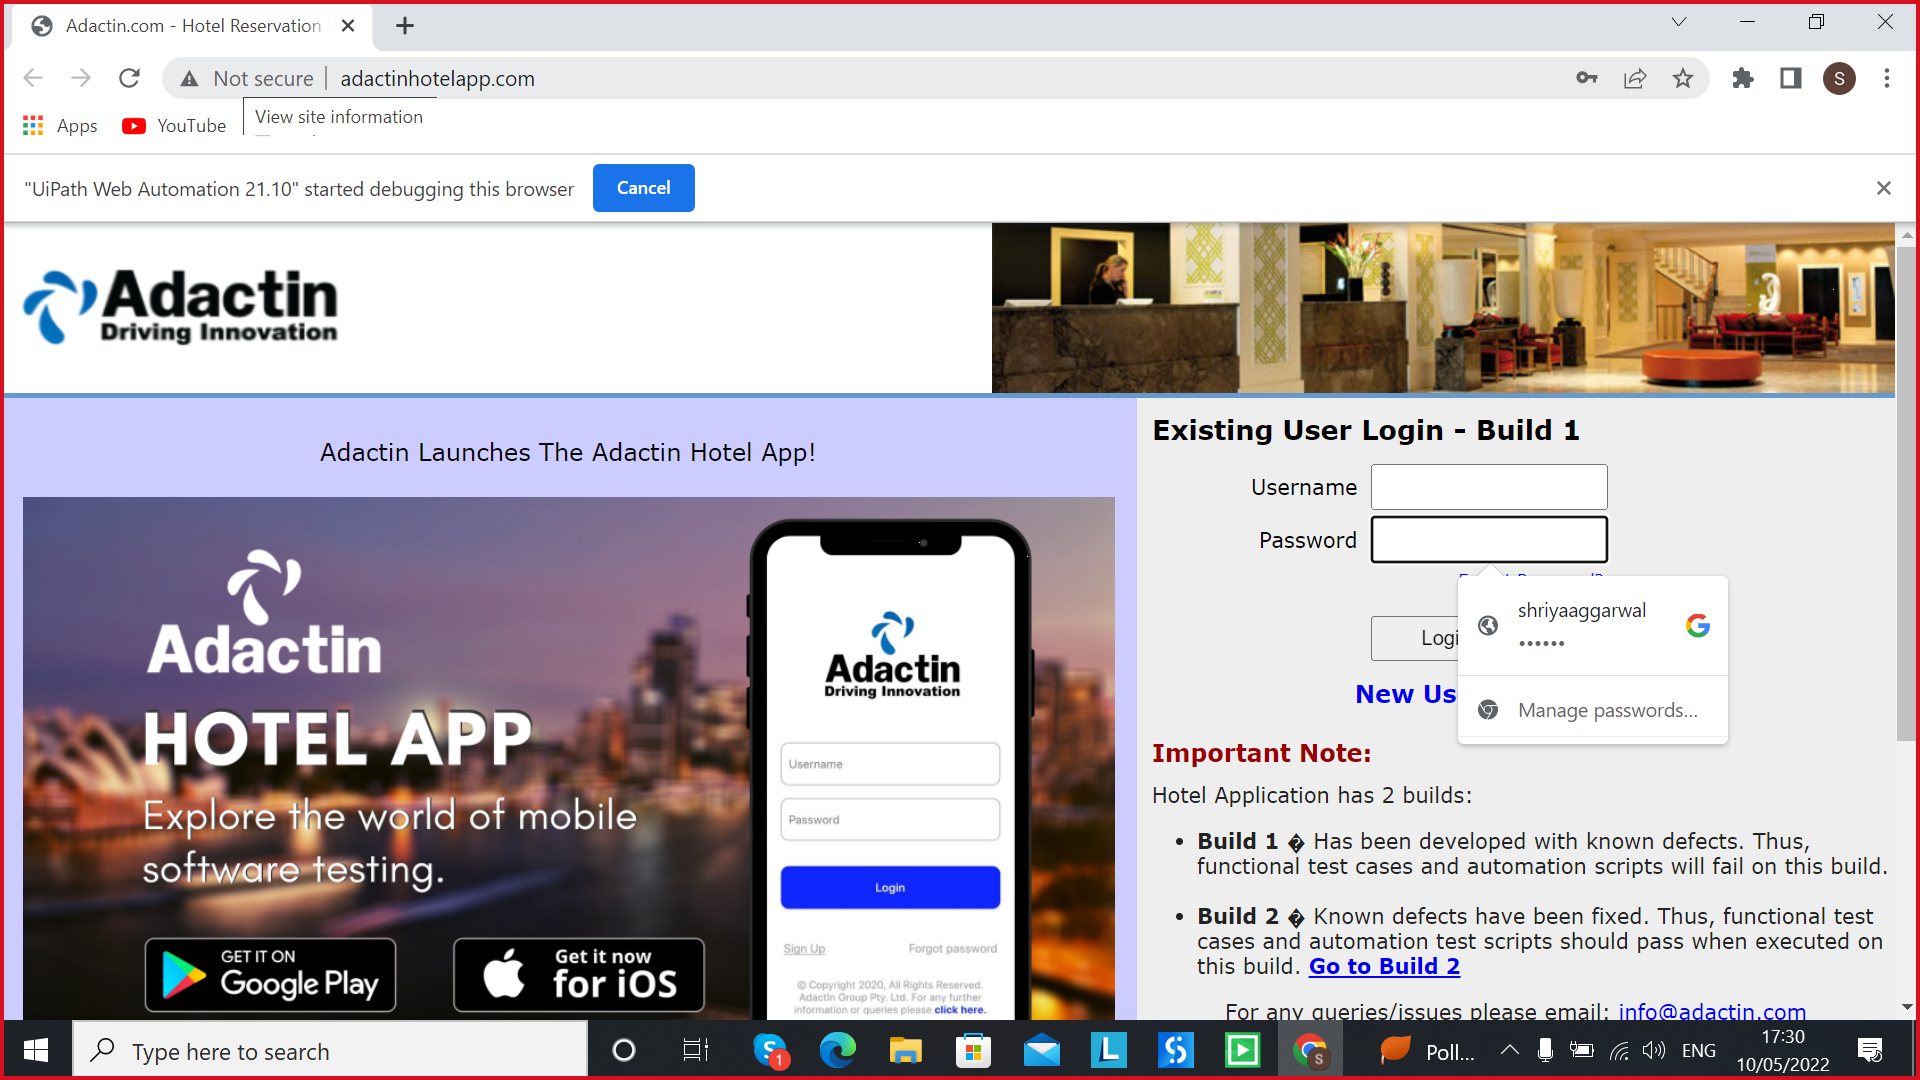 Adactin.com - Hotel Reservation
Not secure | adactinhotelapp.com
S
View site information
Apps
YouTube
"UiPath Web Automation 21.10" started debugging this browser
Cancel
Adactin
Driving Innovation
Adactin Launches The Adactin Hotel App!
Existing User Login - Build 1
Username
Password
shriyaaggarwal
••••••
Manage passwords...
Logi
New Us
Adactin
HOTEL APP
Explore the world of mobile
software testing.
GET IT ON
Google Play
Get it now
for iOS
Adactin
Driving Innovation
Username
Password
Login
Sign Up
Forgot password
© Copyright 2020, All Rights Reserved.
Adactin Group Pty. Ltd. For any further
information or queries please click here.
Important Note:
Hotel Application has 2 builds:
• Build 1 � Has been developed with known defects. Thus,
functional test cases and automation scripts will fail on this build.
• Build 2 � Known defects have been fixed. Thus, functional test
cases and automation test scripts should pass when executed on
this build. Go to Build 2
For any queries/issues please email: info@adactin.com
Type here to search
S
1
L
S
Poll...
ENG
17:30
10/05/2022